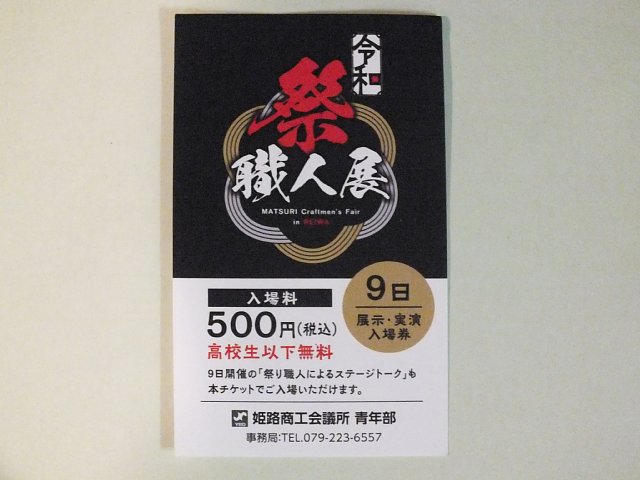 令和
祭
職人展
MATSURI Craftmen's Fair
in REIWA
入場料
500円(税込)
高校生以下無料
9日
展示・実演
入場券
9日開催の「祭り職人によるステージトーク」も
本チケットでご入場いただけます。
YEG 姫路商工会議所 青年部
事務局:TEL.079-223-6557